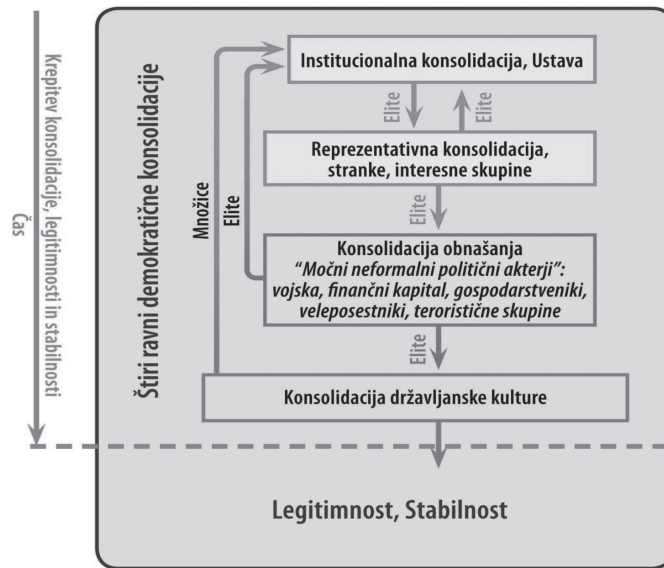 Krepitev konsolidacije, legitimnosti in stabilnosti
Čas
Štiri ravni demokratične konsolidacije
Institucionalna konsolidacija, Ustava
Elite
Elite
Reprezentativna konsolidacija,
stranke, interesne skupine
Množice
Elite
Elite
Konsolidacija obnašanja
"Močni neformalni politični akterji":
vojska, finančni kapital, gospodarstveniki,
veleposestniki, teroristične skupine
Elite
Konsolidacija državljanske kulture
Legitimnost, Stabilnost